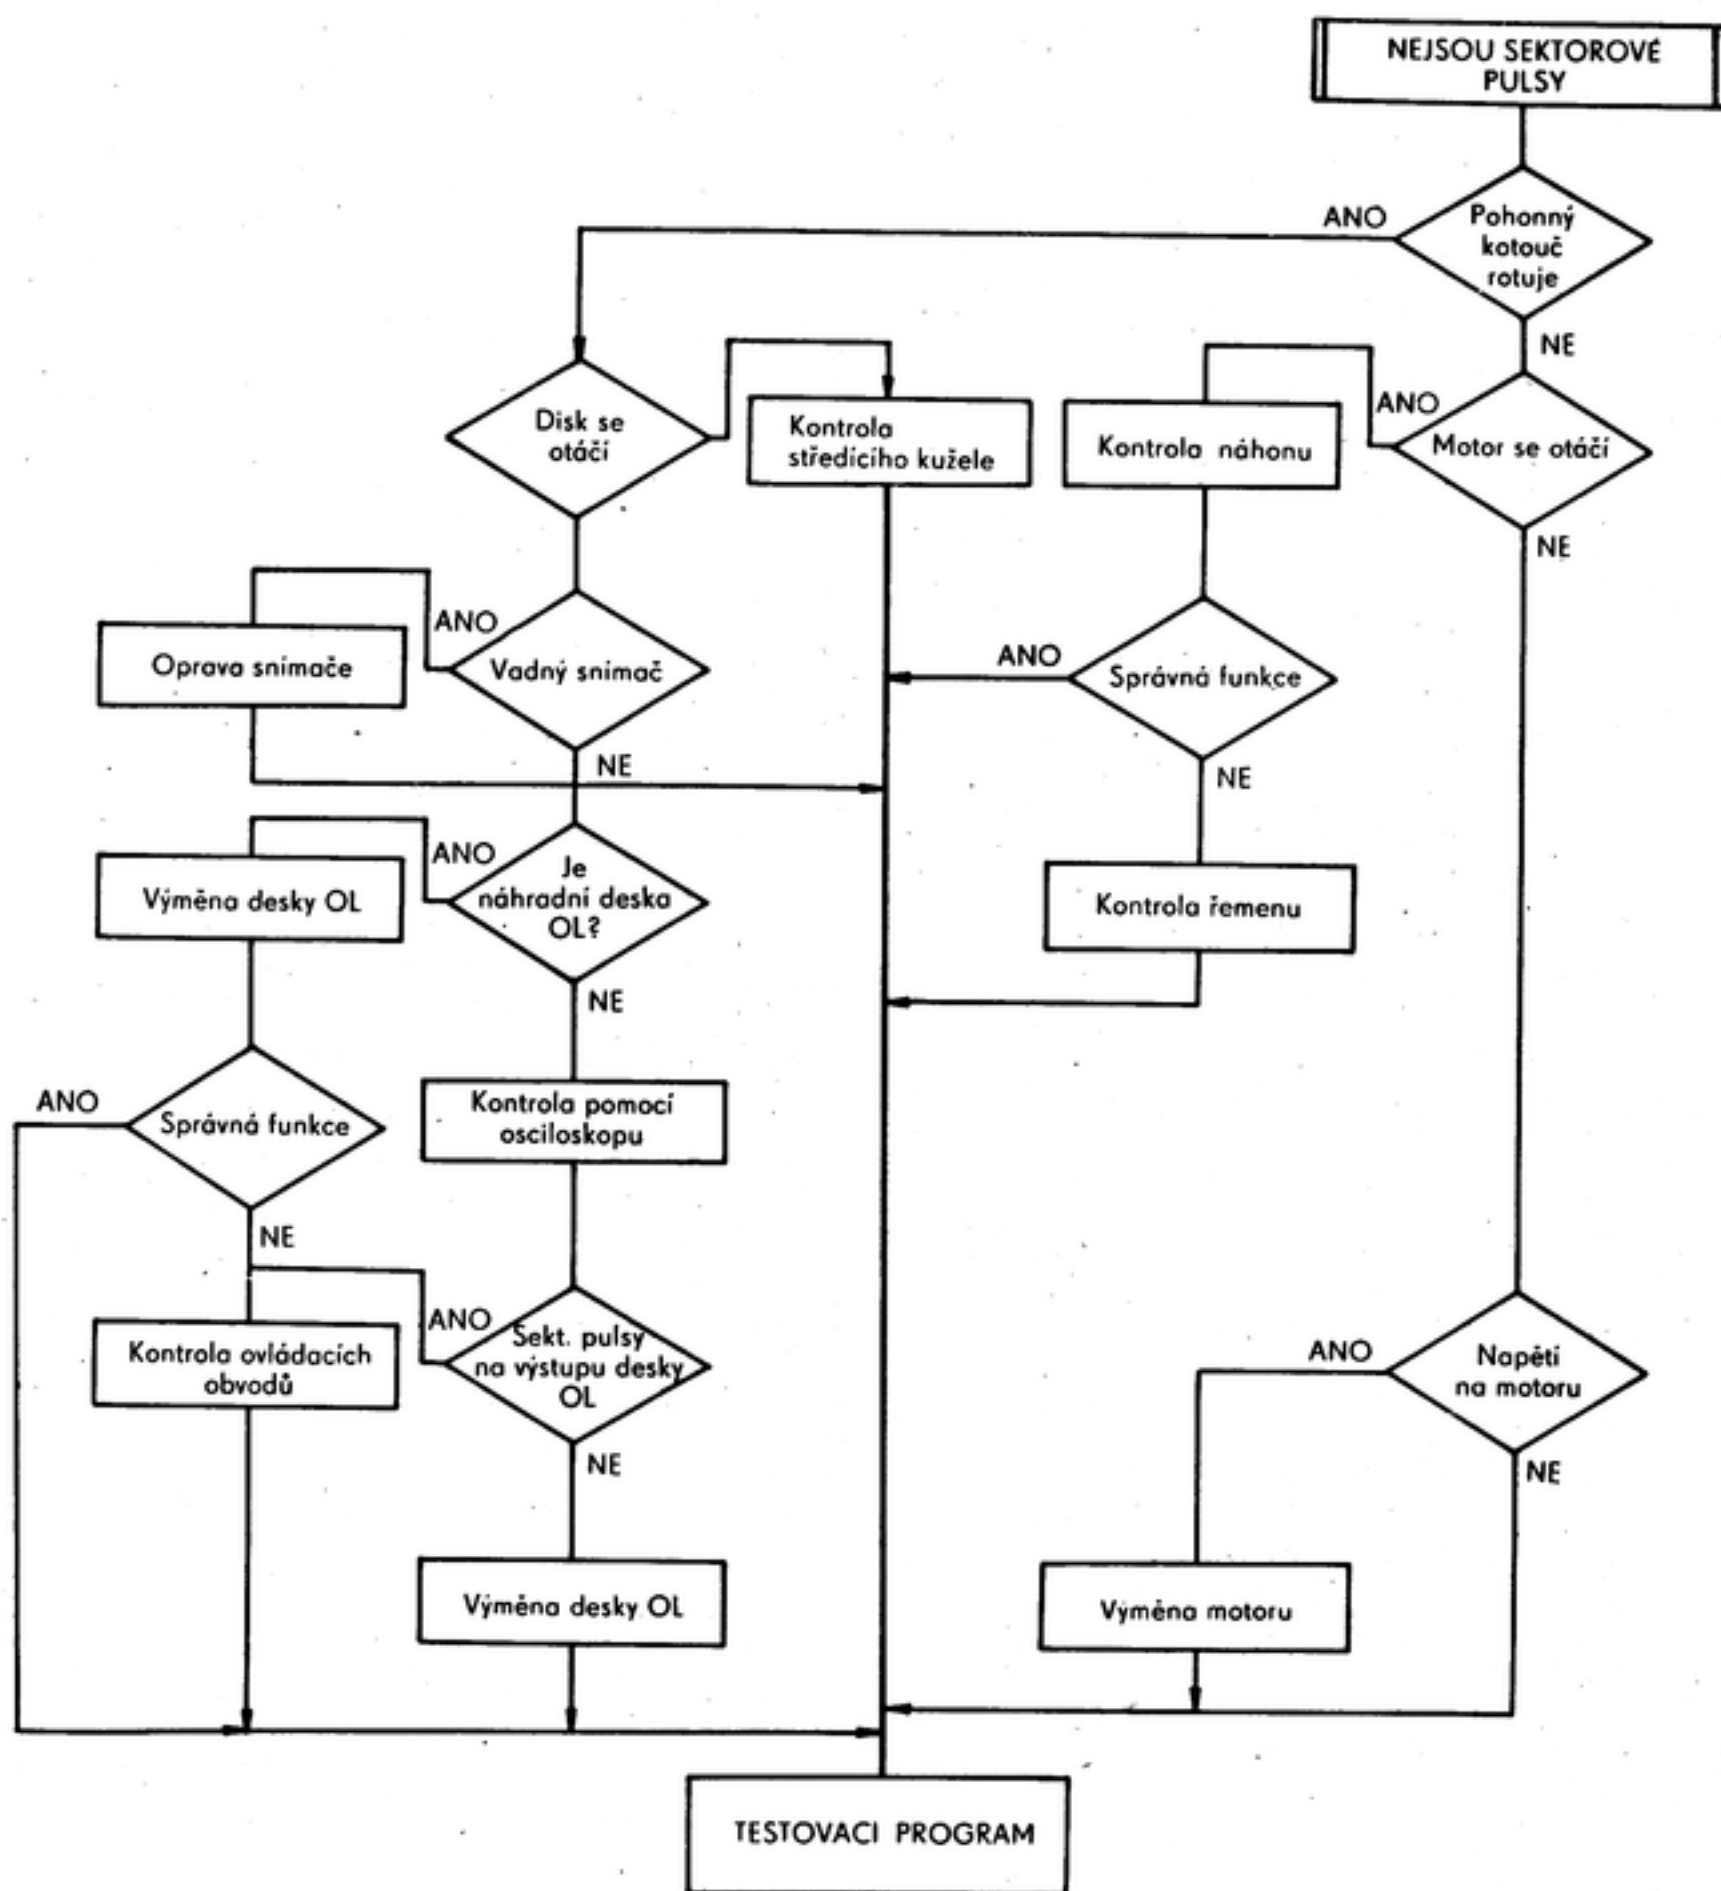 NEJSOU SEKTOROVÉ
PULSY
ANO
Pohonný
kotouč
rotuje
NE
Disk se
otáčí
Kontrola
středicího kužele
Kontrola náhonu
ANO
Motor se otáčí
NE
ANO
Oprava snímače
Vadný snímač
NE
ANO
Správná funkce
NE
ANO
Výměna desky OL
Je
náhradní deska
OL?
NE
Kontrola řemenu
ANO
Správná funkce
NE
Kontrola pomocí
osciloskopu
ANO
Kontrola ovládacích
obvodů
Sekt. pulsy
na výstupu desky
OL
NE
ANO
Napětí
na motoru
NE
Výměna desky OL
Výměna motoru
TESTOVACI PROGRAM